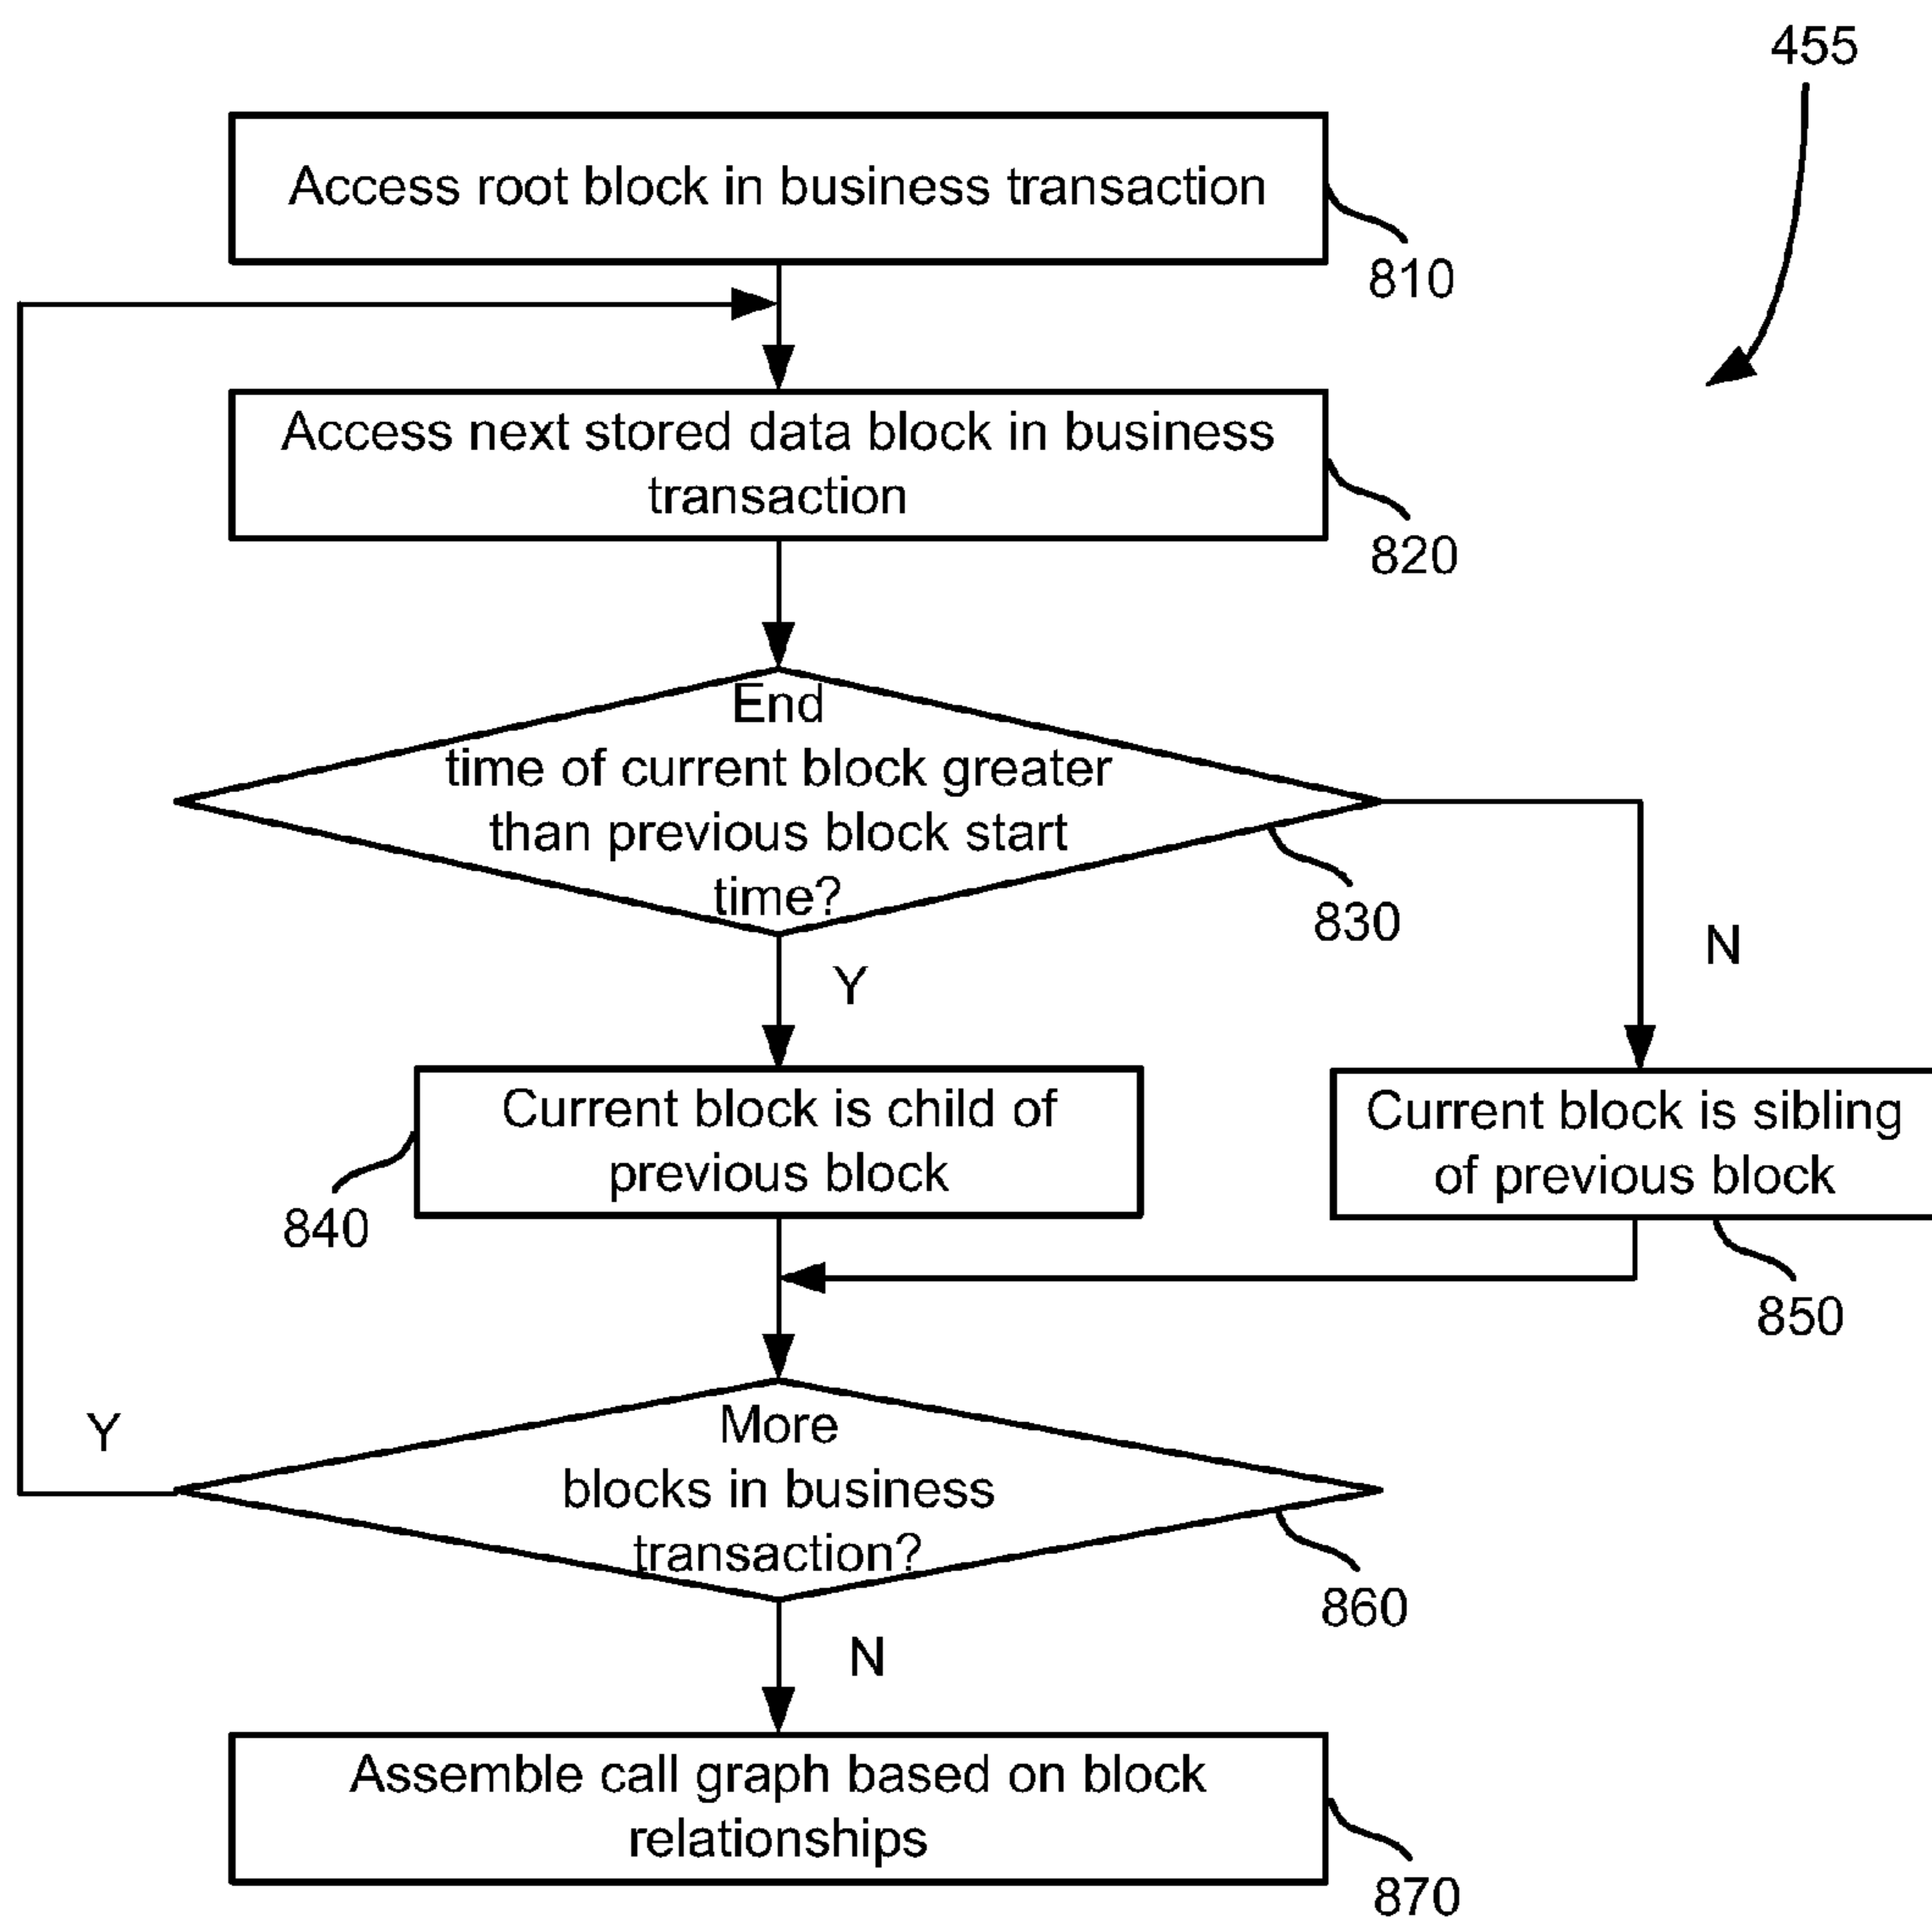 455
Access root block in business transaction
810
Access next stored data block in business
transaction
820
End
time of current block greater
than previous block start
time?
830
N
Y
Current block is child of
previous block
840
Current block is sibling
of previous block
850
Y
More
blocks in business
transaction?
860
N
Assemble call graph based on block
relationships
870